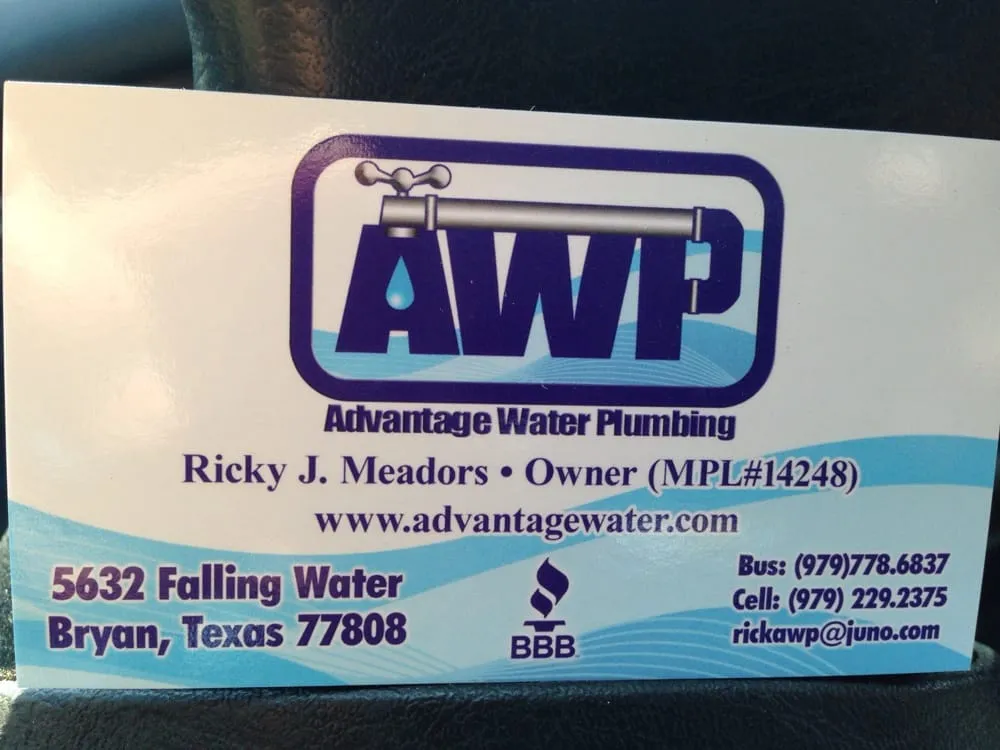 AWP
Advantage Water Plumbing
Ricky J. Meadors • Owner (MPL#14248)
www.advantagewater.com
5632 Falling Water
Bryan, Texas 77808
BBB
Bus: (979)778.6837
Cell: (979) 229.2375
rickawp@juno.com